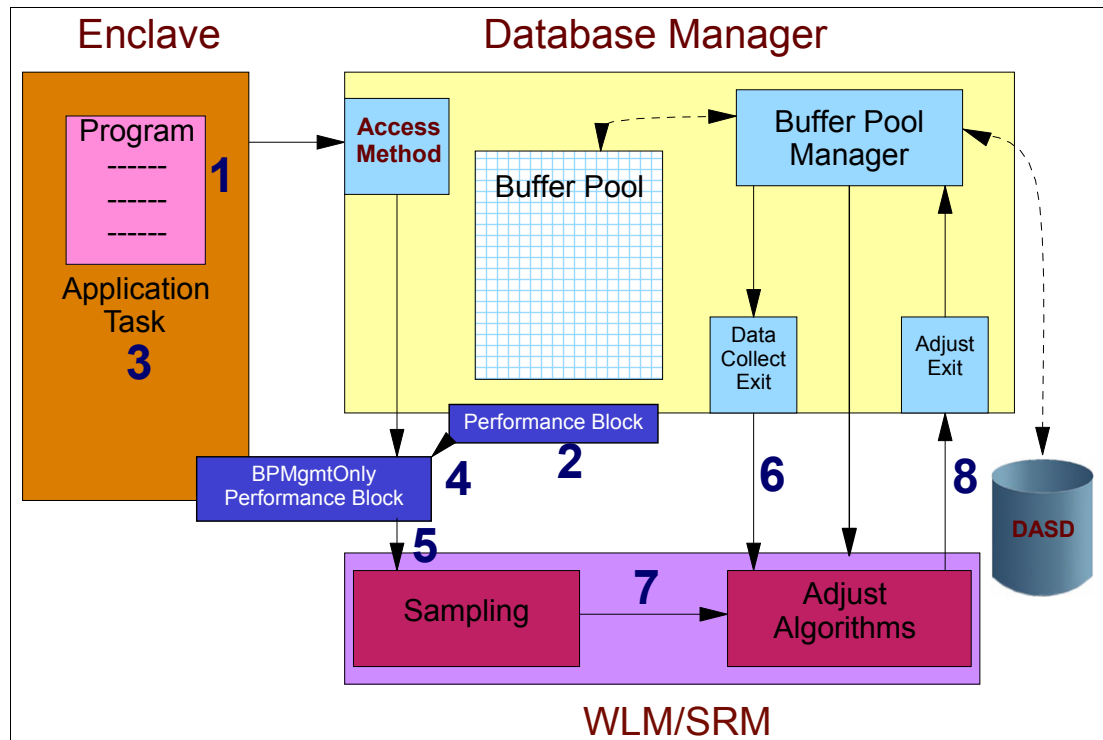 Enclave
Database Manager
Program
------
------
------
1
Application
Task
3
Access
Method
Buffer Pool
Buffer Pool
Manager
Data
Collect
Exit
Adjust
Exit
Performance Block
2
BPMgmtOnly
Performance Block
4
5
6
8
DASD
Sampling
7
Adjust
Algorithms
WLM/SRM